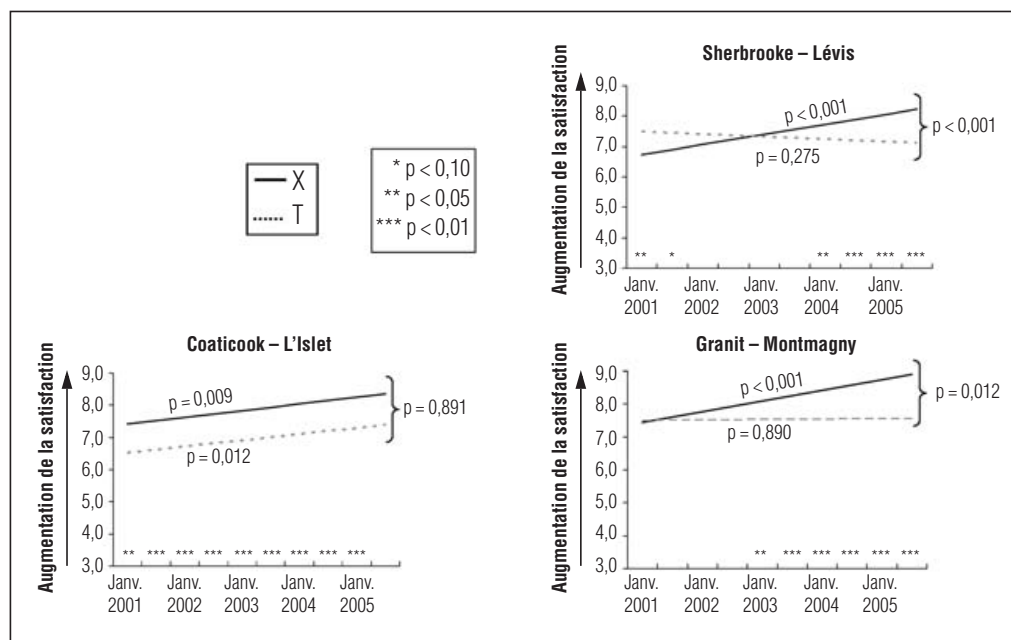 X
T
* p < 0,10
** p < 0,05
*** p < 0,01
Sherbrooke – Lévis
Augmentation de la satisfaction
9,0
8,0
7,0
6,0
5,0
4,0
3,0
p < 0,001
p = 0,275
p < 0,001
** * ** *** *** ***
Janv. Janv. Janv. Janv. Janv.
2001 2002 2003 2004 2005
Coaticook – L'Islet
Augmentation de la satisfaction
9,0
8,0
7,0
6,0
5,0
4,0
3,0
p = 0,009
p = 0,012
p = 0,891
** *** *** *** *** *** *** *** ***
Janv. Janv. Janv. Janv. Janv.
2001 2002 2003 2004 2005
Granit – Montmagny
Augmentation de la satisfaction
9,0
8,0
7,0
6,0
5,0
4,0
3,0
p < 0,001
p = 0,890
p = 0,012
** *** *** *** *** ***
Janv. Janv. Janv. Janv. Janv.
2001 2002 2003 2004 2005